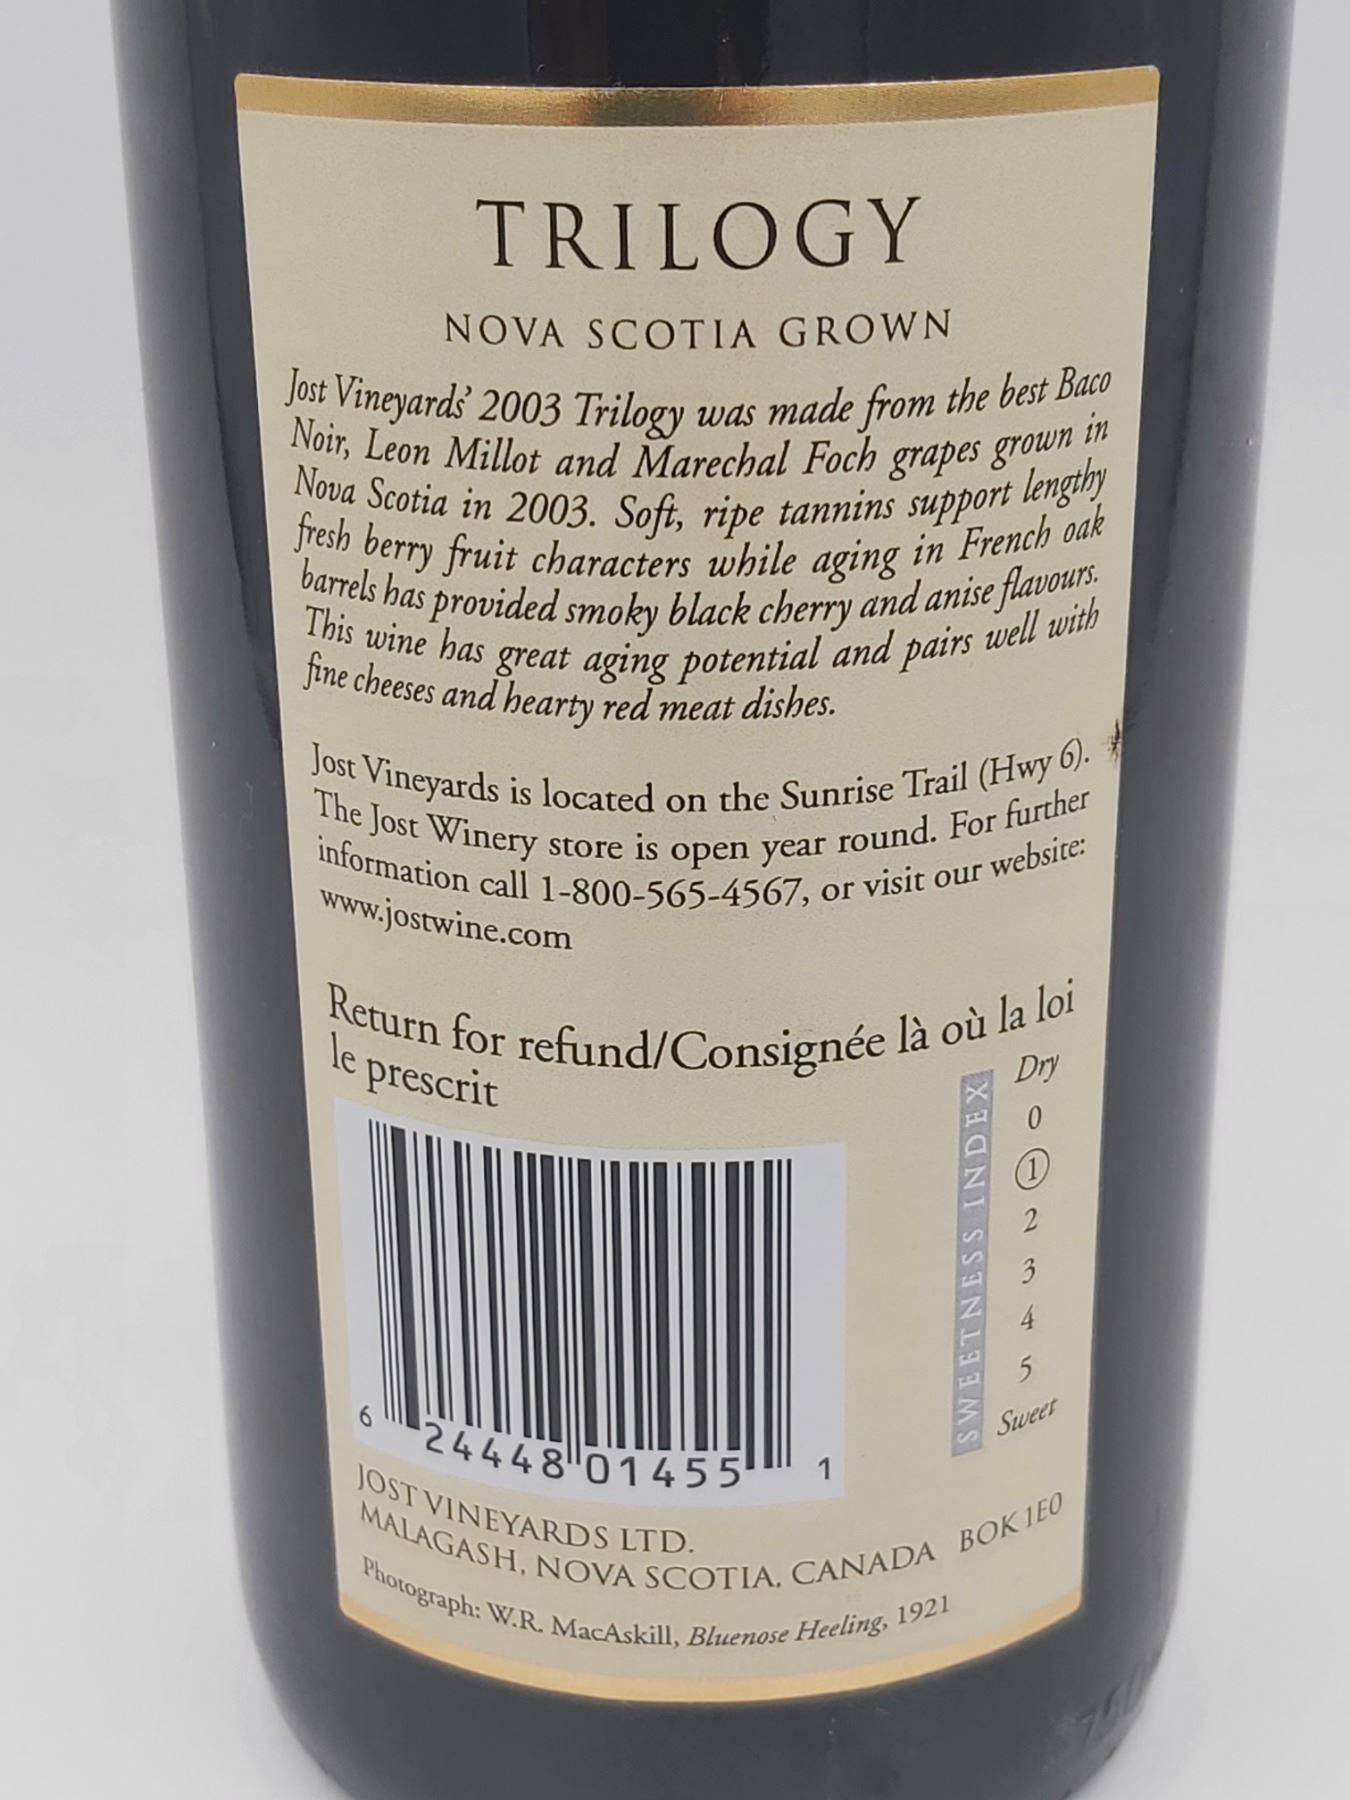 TRILOGY
NOVA SCOTIA GROWN
Jost Vineyards' 2003 Trilogy was made from the best Baco
Noir, Leon Millot and Marechal Foch grapes grown in
Nova Scotia in 2003. Soft, ripe tannins support lengthy
fresh berry fruit characters while aging in French oak
barrels has provided smoky black cherry and anise flavours.
This wine has great aging potential and pairs well with
fine cheeses and hearty red meat dishes.
Jost Vineyards is located on the Sunrise Trail (Hwy 6).
The Jost Winery store is open year round. For further
information call 1-800-565-4567, or visit our website:
www.jostwine.com
Return for refund/Consignée là où la loi
le prescrit
SWEETNESS INDEX
Dry
0
1
2
3
4
5
Sweet
6 24448 01455 1
JOST VINEYARDS LTD.
MALAGASH, NOVA SCOTIA, CANADA BOK 1E0
Photograph: W.R. MacAskill, Bluenose Heeling, 1921